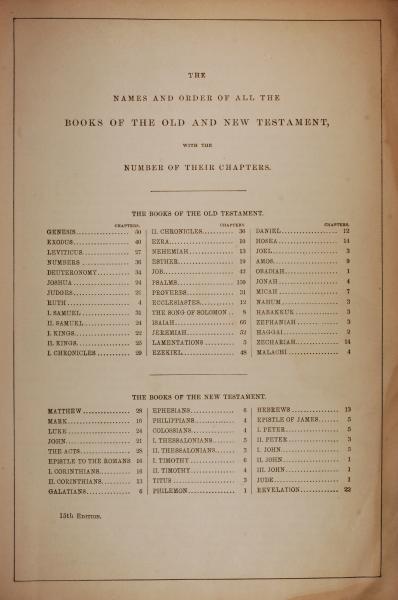 THE
NAMES AND ORDER OF ALL THE
BOOKS OF THE OLD AND NEW TESTAMENT,
WITH THE
NUMBER OF THEIR CHAPTERS.
THE BOOKS OF THE OLD TESTAMENT.
CHAPTERS.
GENESIS 50
EXODUS 40
LEVITICUS 27
NUMBERS 36
DEUTERONOMY 34
JOSHUA 24
JUDGES 21
RUTH 4
I. SAMUEL 31
II. SAMUEL 24
I. KINGS 22
II. KINGS 25
I. CHRONICLES 29
CHAPTERS
II. CHRONICLES 36
EZRA 10
NEHEMIAH 13
ESTHER 10
JOB 42
PSALMS 150
PROVERBS 31
ECCLESIASTES 12
THE SONG OF SOLOMON 8
ISAIAH 66
JEREMIAH 52
LAMENTATIONS 5
EZEKIEL 48
CHAPTERS.
DANIEL 12
HOSEA 14
JOEL 3
AMOS 9
OBADIAH 1
JONAH 4
MICAH 7
NAHUM 3
HABAKKUK 3
ZEPHANIAH 3
HAGGAI 2
ZECHARIAH 14
MALACHI 4
THE BOOKS OF THE NEW TESTAMENT.
MATTHEW 28
MARK 16
LUKE 24
JOHN 21
THE ACTS 28
EPISTLE TO THE ROMANS 16
I. CORINTHIANS 16
II. CORINTHIANS 13
GALATIANS 6
EPHESIANS 6
PHILIPPIANS 4
COLOSSIANS 4
I. THESSALONIANS 5
II. THESSALONIANS 3
I. TIMOTHY 6
II. TIMOTHY 4
TITUS 3
PHILEMON 1
HEBREWS 13
EPISTLE OF JAMES 5
I. PETER 5
II. PETER 3
I. JOHN 5
II. JOHN 1
III. JOHN 1
JUDE 1
REVELATION 22
15th Edition.